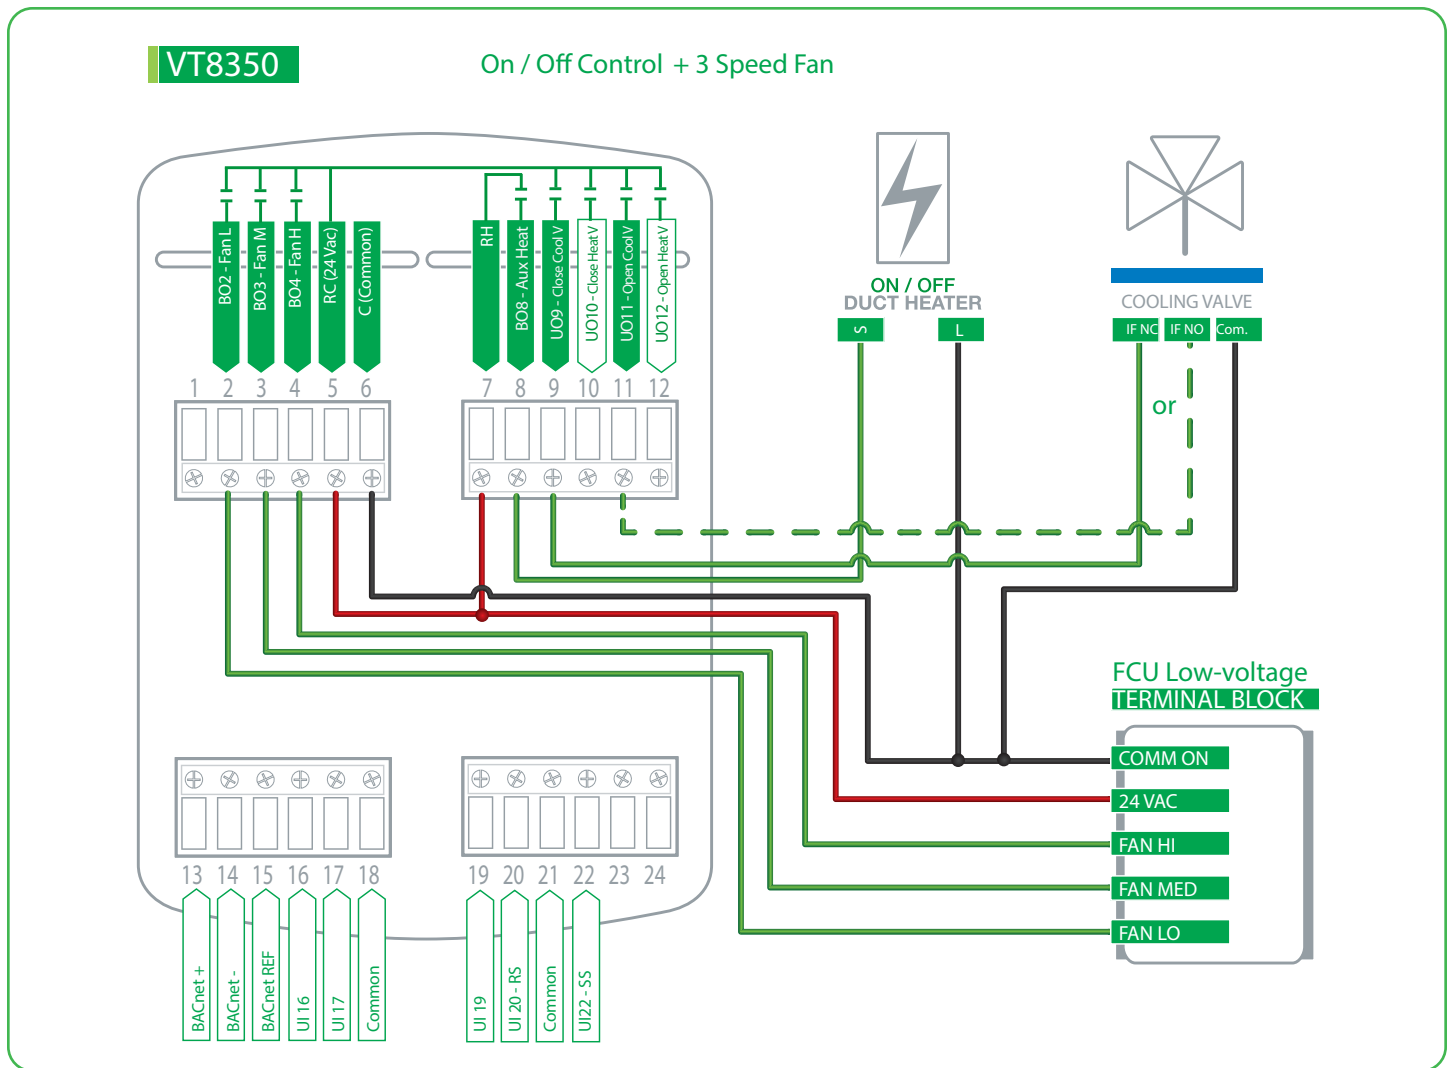 VT8350
On / Off Control + 3 Speed Fan
BO2 - Fan L
BO3 - Fan M
BO4 - Fan H
RC (24 Vac)
C (Common)
RH
BO8 - Aux Heat
UO9 - Close Cool V
UO10 - Close Heat V
UO11 - Open Cool V
UO12 - Open Heat V
1 2 3 4 5 6
7 8 9 10 11 12
ON / OFF
DUCT HEATER
S
L
COOLING VALVE
IF NC
IF NO
Com.
or
FCU Low-voltage
TERMINAL BLOCK
COMM ON
24 VAC
FAN HI
FAN MED
FAN LO
13 14 15 16 17 18
19 20 21 22 23 24
BACnet +
BACnet -
BACnet REF
UI 16
UI 17
Common
UI 19
UI 20 - RS
Common
UI22 - SS